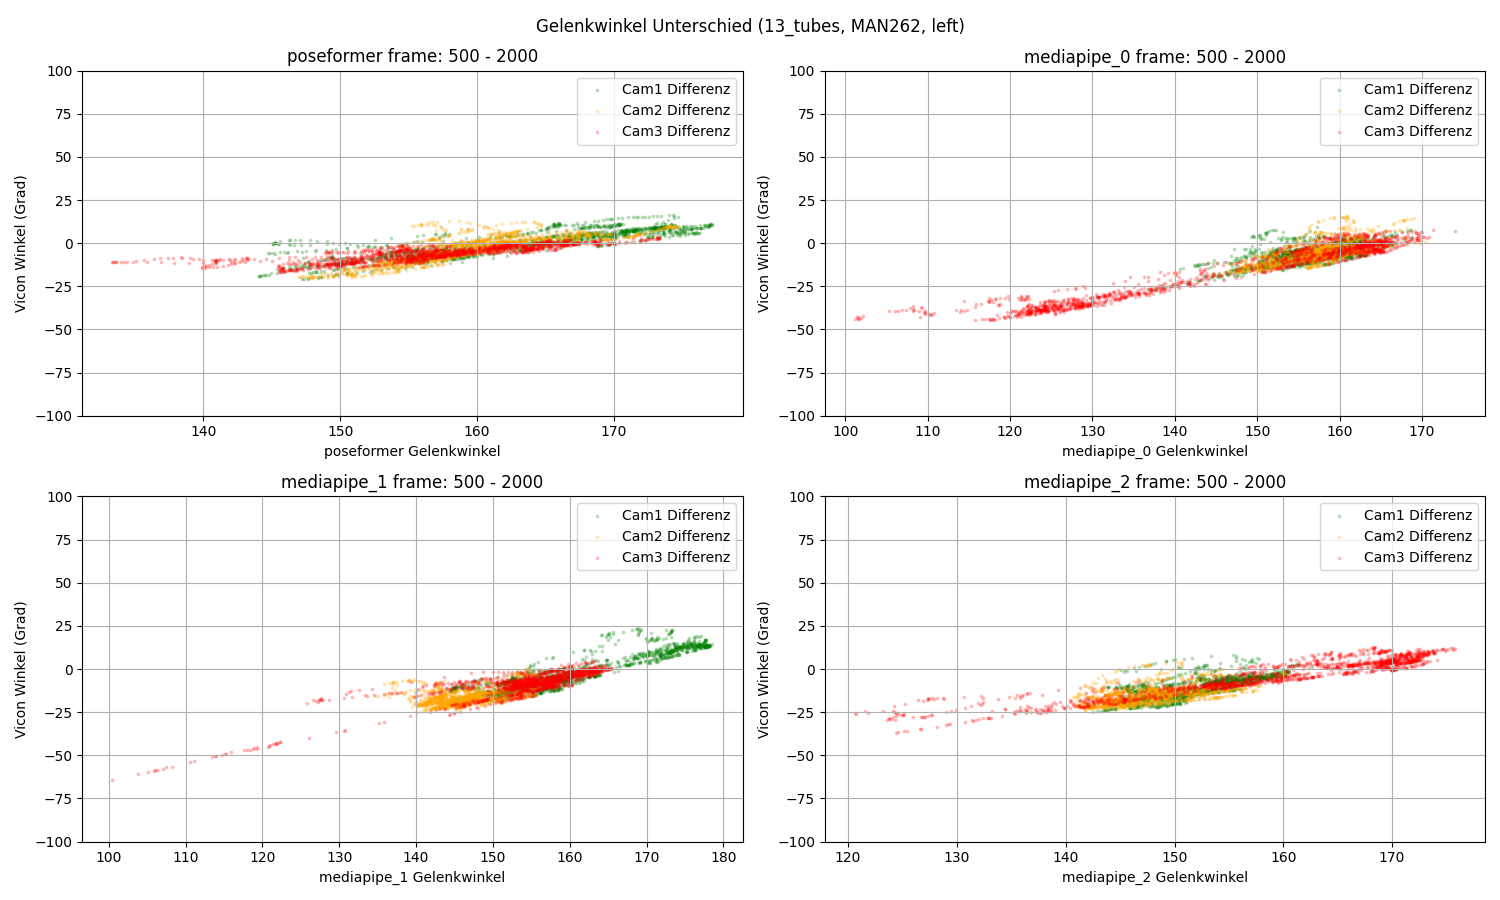 Gelenkwinkel Unterschied (13_tubes, MAN262, left)
poseformer frame: 500 - 2000
100
75
50
25
0
−25
−50
−75
−100
Vicon Winkel (Grad)
Cam1 Differenz
Cam2 Differenz
Cam3 Differenz
140 150 160 170
poseformer Gelenkwinkel
mediapipe_0 frame: 500 - 2000
100
75
50
25
0
−25
−50
−75
−100
Vicon Winkel (Grad)
Cam1 Differenz
Cam2 Differenz
Cam3 Differenz
100 110 120 130 140 150 160 170
mediapipe_0 Gelenkwinkel
mediapipe_1 frame: 500 - 2000
100
75
50
25
0
−25
−50
−75
−100
Vicon Winkel (Grad)
Cam1 Differenz
Cam2 Differenz
Cam3 Differenz
100 110 120 130 140 150 160 170 180
mediapipe_1 Gelenkwinkel
mediapipe_2 frame: 500 - 2000
100
75
50
25
0
−25
−50
−75
−100
Vicon Winkel (Grad)
Cam1 Differenz
Cam2 Differenz
Cam3 Differenz
120 130 140 150 160 170
mediapipe_2 Gelenkwinkel